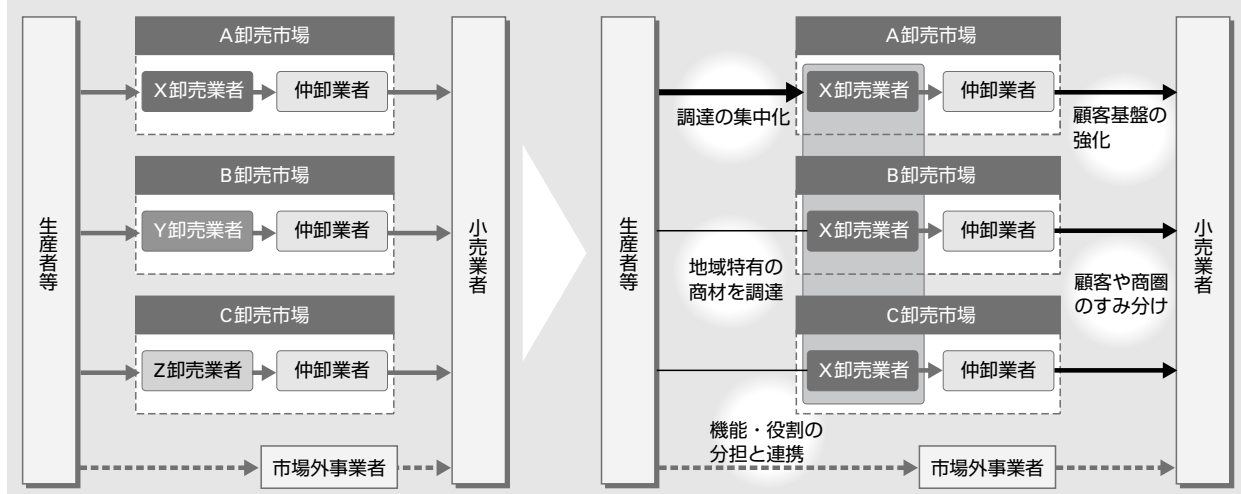 生産者等
A卸売市場
X卸売業者
仲卸業者
B卸売市場
Y卸売業者
仲卸業者
C卸売市場
Z卸売業者
仲卸業者
市場外事業者
小売業者
生産者等
調達の集中化
地域特有の
商材を調達
機能・役割の
分担と連携
A卸売市場
X卸売業者
仲卸業者
B卸売市場
X卸売業者
仲卸業者
C卸売市場
X卸売業者
仲卸業者
市場外事業者
顧客基盤の
強化
顧客や商圏
のすみ分け
小売業者